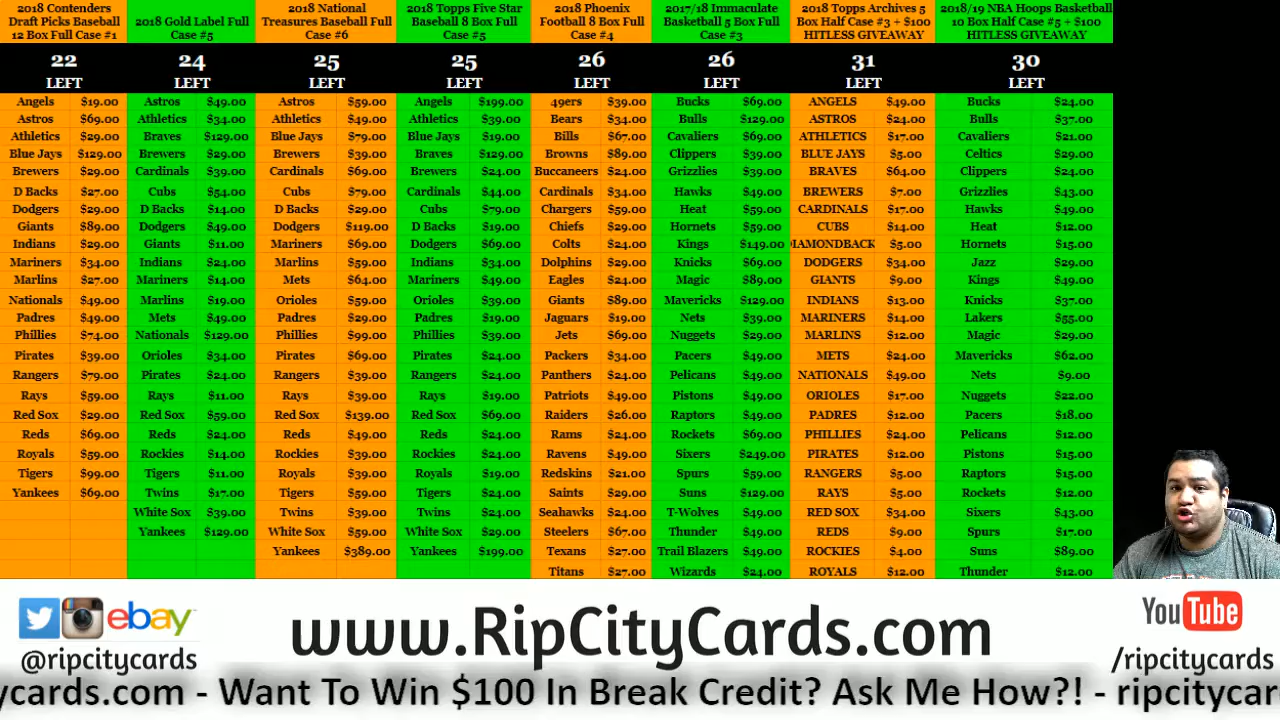 2018 Contenders
Draft Picks Baseball
12 Box Full Case #1
22
LEFT
Angels $19.00
Astros $69.00
Athletics $29.00
Blue Jays $129.00
Brewers $29.00
D Backs $27.00
Dodgers $29.00
Giants $89.00
Indians $29.00
Mariners $34.00
Marlins $27.00
Nationals $49.00
Padres $49.00
Phillies $74.00
Pirates $39.00
Rangers $79.00
Rays $59.00
Red Sox $29.00
Reds $69.00
Royals $59.00
Tigers $99.00
Yankees $69.00
2018 Gold Label Full
Case #5
24
LEFT
Astros $49.00
Athletics $34.00
Braves $129.00
Brewers $29.00
Cardinals $39.00
Cubs $54.00
D Backs $14.00
Dodgers $49.00
Giants $11.00
Indians $24.00
Mariners $14.00
Marlins $19.00
Mets $49.00
Nationals $129.00
Orioles $34.00
Pirates $24.00
Rays $11.00
Red Sox $59.00
Reds $24.00
Rockies $14.00
Tigers $11.00
Twins $17.00
White Sox $39.00
Yankees $129.00
2018 National
Treasures Baseball Full
Case #6
25
LEFT
Astros $59.00
Athletics $49.00
Blue Jays $79.00
Brewers $39.00
Cardinals $69.00
Cubs $79.00
D Backs $29.00
Dodgers $119.00
Mariners $69.00
Marlins $59.00
Mets $64.00
Orioles $59.00
Padres $29.00
Phillies $99.00
Pirates $69.00
Rangers $39.00
Rays $39.00
Red Sox $139.00
Reds $49.00
Rockies $39.00
Royals $39.00
Tigers $59.00
Twins $39.00
White Sox $59.00
Yankees $389.00
2018 Topps Five Star
Baseball 8 Box Full
Case #5
25
LEFT
Angels $199.00
Athletics $39.00
Blue Jays $19.00
Braves $129.00
Brewers $24.00
Cardinals $44.00
Cubs $79.00
D Backs $19.00
Dodgers $69.00
Indians $34.00
Mariners $49.00
Orioles $39.00
Padres $19.00
Phillies $39.00
Pirates $24.00
Rangers $24.00
Rays $19.00
Red Sox $69.00
Reds $24.00
Rockies $24.00
Royals $19.00
Tigers $24.00
Twins $24.00
White Sox $29.00
Yankees $199.00
2018 Phoenix
Football 8 Box Full
Case #4
26
LEFT
49ers $39.00
Bears $34.00
Bills $67.00
Browns $89.00
Buccaneers $24.00
Cardinals $34.00
Chargers $59.00
Chiefs $29.00
Colts $24.00
Dolphins $29.00
Eagles $24.00
Giants $89.00
Jaguars $19.00
Jets $69.00
Packers $34.00
Panthers $24.00
Patriots $49.00
Raiders $26.00
Rams $24.00
Ravens $49.00
Redskins $21.00
Saints $29.00
Seahawks $24.00
Steelers $67.00
Texans $27.00
Titans $27.00
2017/18 Immaculate
Basketball 5 Box Full
Case #3
26
LEFT
Bucks $69.00
Bulls $129.00
Cavaliers $69.00
Clippers $39.00
Grizzlies $39.00
Hawks $49.00
Heat $59.00
Hornets $59.00
Kings $149.00
Knicks $69.00
Magic $89.00
Mavericks $129.00
Nets $39.00
Nuggets $29.00
Pacers $49.00
Pelicans $49.00
Pistons $49.00
Raptors $49.00
Rockets $69.00
Sixers $249.00
Spurs $59.00
Suns $129.00
T-Wolves $49.00
Thunder $49.00
Trail Blazers $49.00
Wizards $24.00
2018 Topps Archives 5
Box Half Case #3 + $100
HITLESS GIVEAWAY
31
LEFT
ANGELS $49.00
ASTROS $24.00
ATHLETICS $17.00
BLUE JAYS $5.00
BRAVES $64.00
BREWERS $7.00
CARDINALS $17.00
CUBS $14.00
IAMONDBACK $5.00
DODGERS $34.00
GIANTS $9.00
INDIANS $13.00
MARINERS $14.00
MARLINS $12.00
METS $24.00
NATIONALS $49.00
ORIOLES $17.00
PADRES $12.00
PHILLIES $24.00
PIRATES $12.00
RANGERS $5.00
RAYS $5.00
RED SOX $34.00
REDS $9.00
ROCKIES $4.00
ROYALS $12.00
2018/19 NBA Hoops Basketball
10 Box Half Case #5 + $100
HITLESS GIVEAWAY
30
LEFT
Bucks $24.00
Bulls $37.00
Cavaliers $21.00
Celtics $29.00
Clippers $24.00
Grizzlies $43.00
Hawks $49.00
Heat $12.00
Hornets $15.00
Jazz $29.00
Kings $49.00
Knicks $37.00
Lakers $55.00
Magic $29.00
Mavericks $62.00
Nets $9.00
Nuggets $22.00
Pacers $18.00
Pelicans $12.00
Pistons $15.00
Raptors $15.00
Rockets $12.00
Sixers $43.00
Spurs $17.00
Suns $89.00
Thunder $12.00
ebay
@ripcitycards
www.RipCityCards.com
YouTube
/ripcitycards
ycards.com - Want To Win $100 In Break Credit? Ask Me How?! - ripcitycar